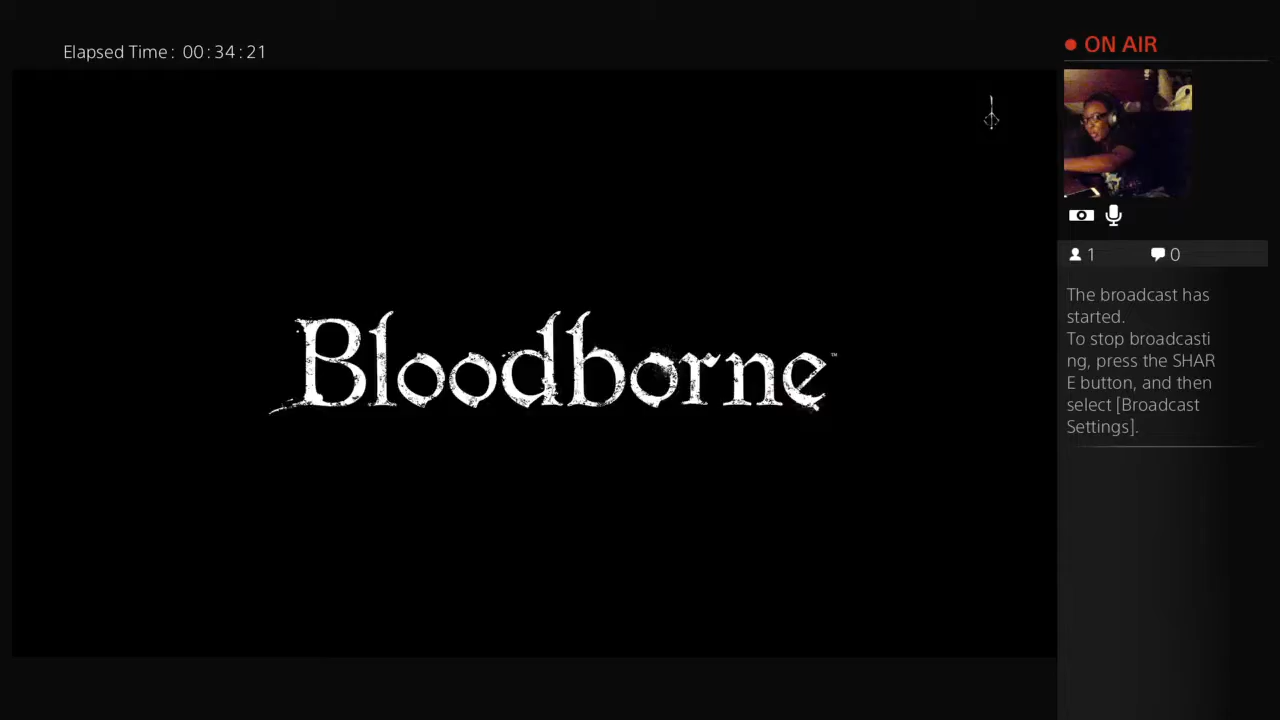 Elapsed Time: 00:34:21
ON AIR
1 0
Bloodborne™
The broadcast has
started.
To stop broadcasti
ng, press the SHAR
E button, and then
select [Broadcast
Settings].